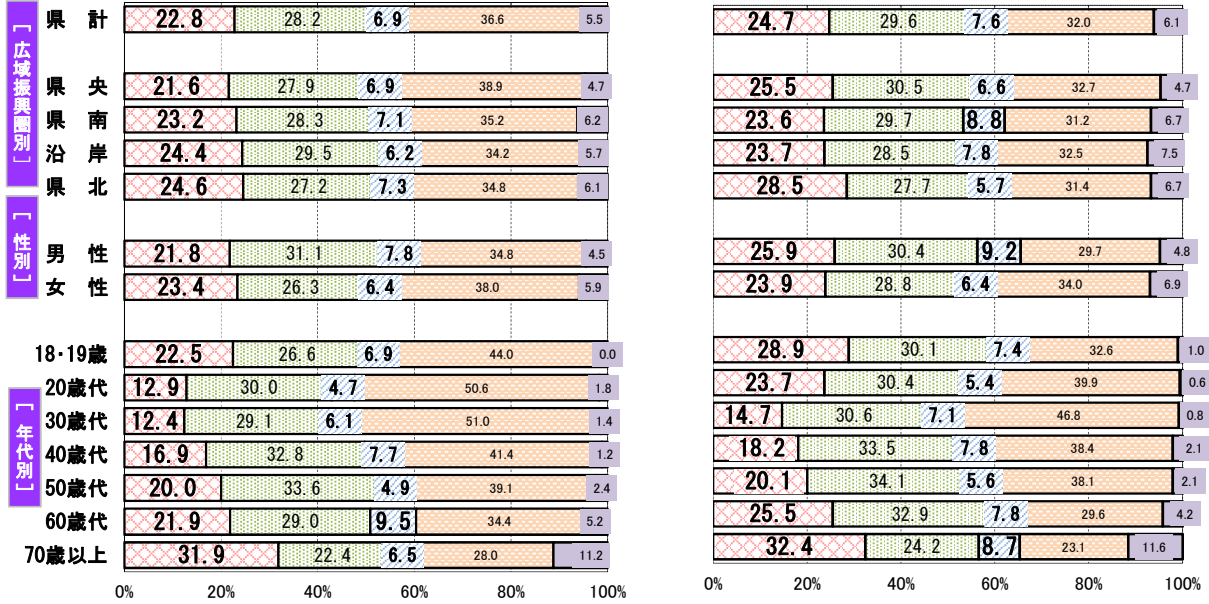 [広域振興圏別]
県 計 22.8 28.2 6.9 36.6 5.5 24.7 29.6 7.6 32.0 6.1
県 央 21.6 27.9 6.9 38.9 4.7 25.5 30.5 6.6 32.7 4.7
県 南 23.2 28.3 7.1 35.2 6.2 23.6 29.7 8.8 31.2 6.7
沿 岸 24.4 29.5 6.2 34.2 5.7 23.7 28.5 7.8 32.5 7.5
県 北 24.6 27.2 7.3 34.8 6.1 28.5 27.7 5.7 31.4 6.7
[性別]
男 性 21.8 31.1 7.8 34.8 4.5 25.9 30.4 9.2 29.7 4.8
女 性 23.4 26.3 6.4 38.0 5.9 23.9 28.8 6.4 34.0 6.9
18・19歳 22.5 26.6 6.9 44.0 0.0 28.9 30.1 7.4 32.6 1.0
[年代別]
20歳代 12.9 30.0 4.7 50.6 1.8 23.7 30.4 5.4 39.9 0.6
30歳代 12.4 29.1 6.1 51.0 1.4 14.7 30.6 7.1 46.8 0.8
40歳代 16.9 32.8 7.7 41.4 1.2 18.2 33.5 7.8 38.4 2.1
50歳代 20.0 33.6 4.9 39.1 2.4 20.1 34.1 5.6 38.1 2.1
60歳代 21.9 29.0 9.5 34.4 5.2 25.5 32.9 7.8 29.6 4.2
70歳以上 31.9 22.4 6.5 28.0 11.2 32.4 24.2 8.7 23.1 11.6
0% 20% 40% 60% 80% 100% 0% 20% 40% 60% 80% 100%